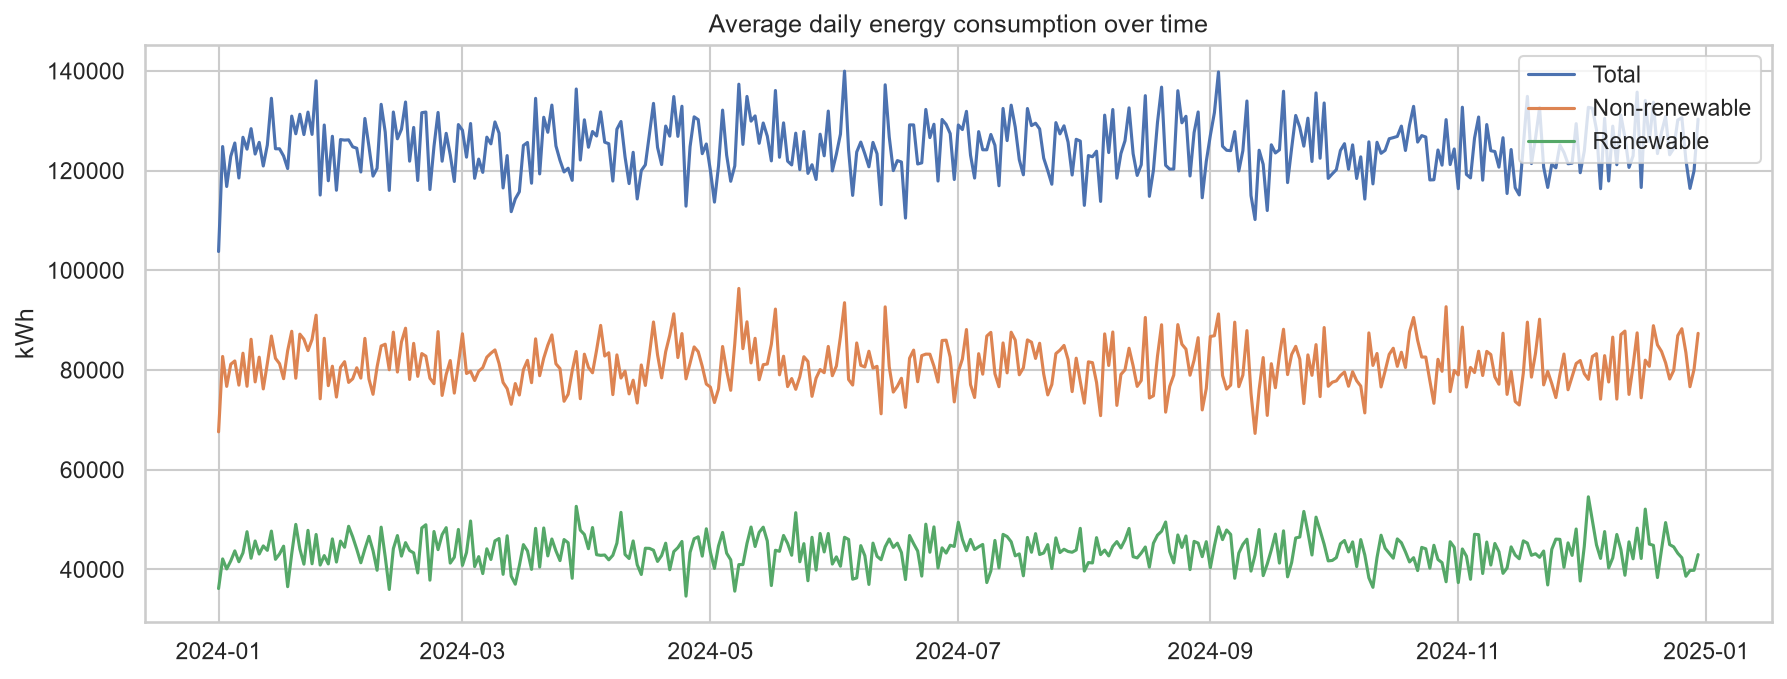 Average daily energy consumption over time
140000
120000
100000
80000
60000
40000
kWh
Total
Non-renewable
Renewable
2024-01
2024-03
2024-05
2024-07
2024-09
2024-11
2025-01